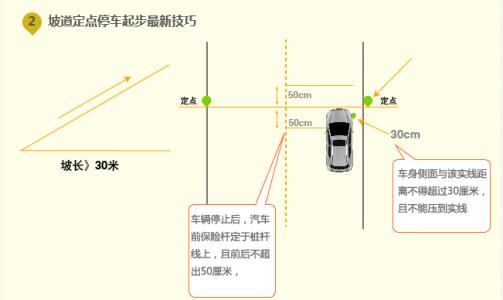 2 坡道定点停车起步最新技巧
50cm
定点
定点
50cm
30cm
坡长》30米
车身侧面与该实线距
离不得超过30厘米，
且不能压到实线
车辆停止后，汽车
前保险杆定于桩杆
线上，且前后不超
出50厘米，